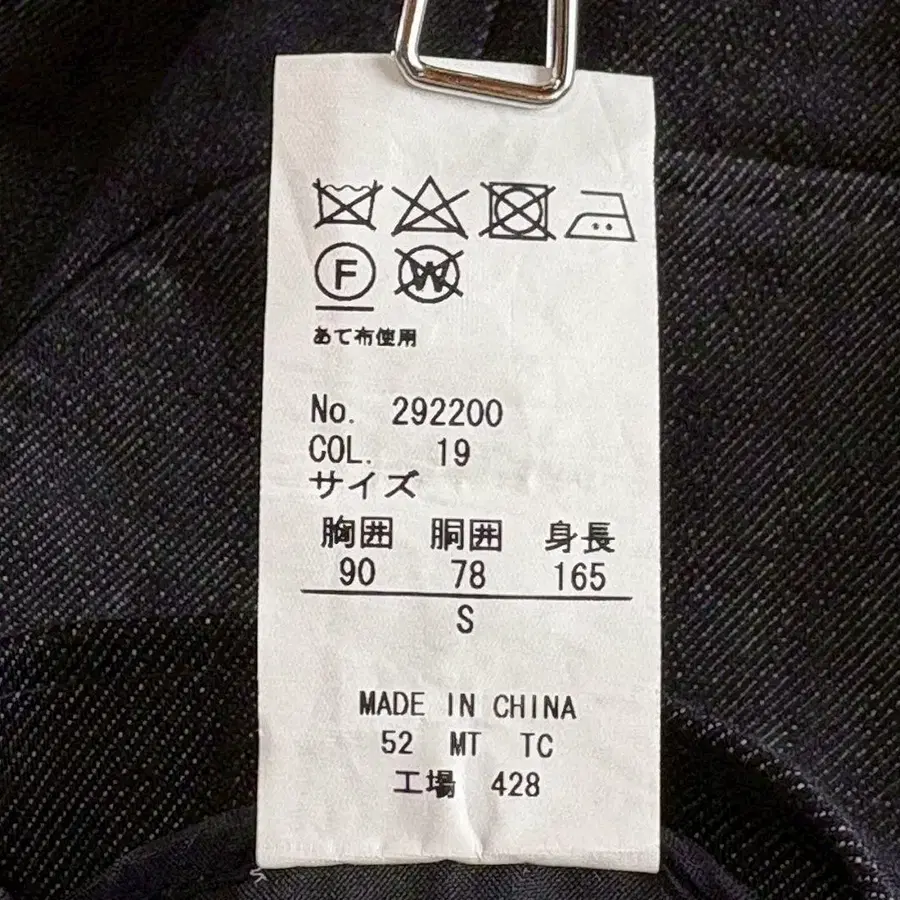 F W
あて布使用
No. 292200
COL. 19
サイズ
胸囲 胴囲 身長
90 78 165
S
MADE IN CHINA
52 MT TC
工場 428